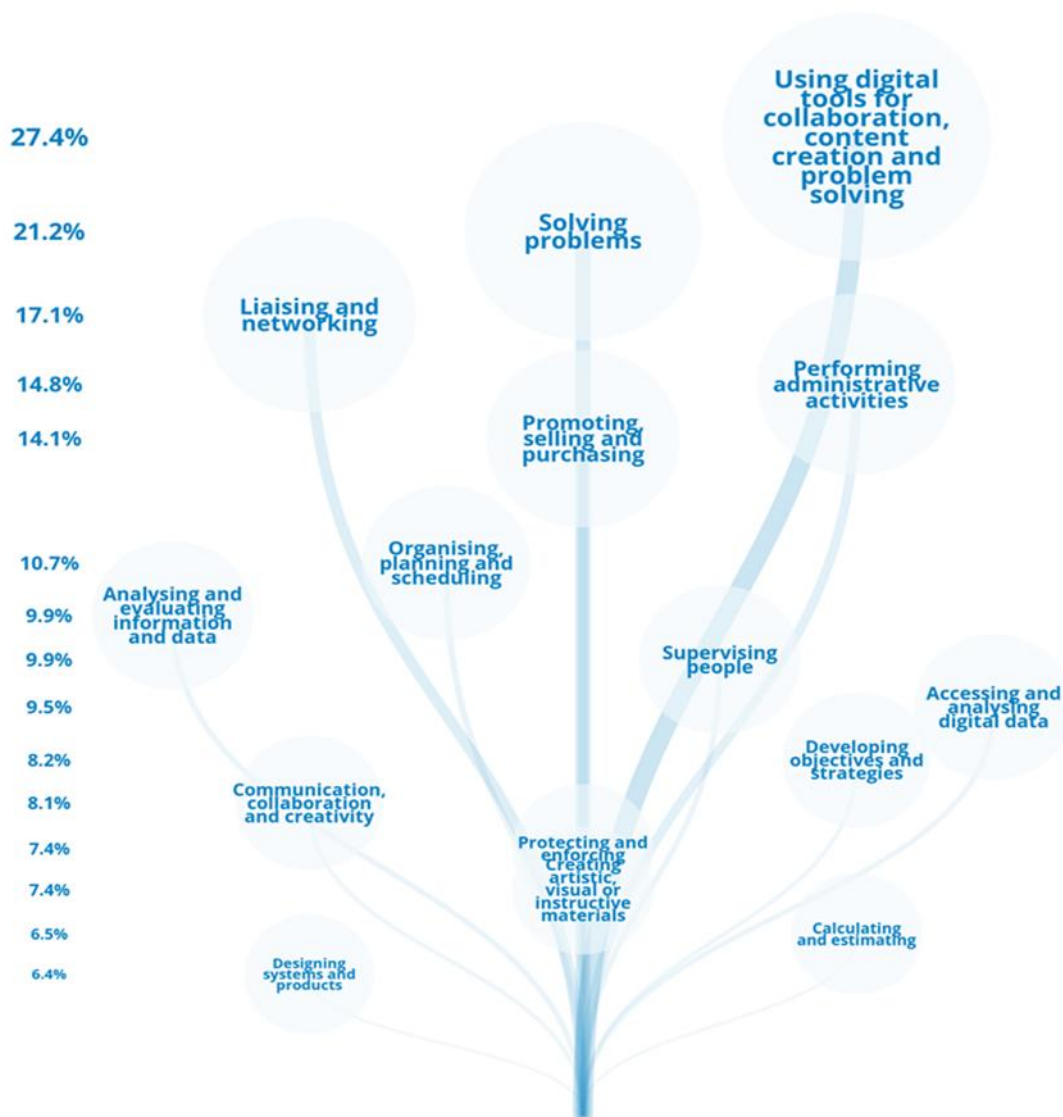 Using digital
tools for
collaboration,
content
creation and
problem
solving
27.4%
Solving
problems
21.2%
Liaising and
networking
17.1%
Performing
administrative
activities
14.8%
Promoting,
selling and
purchasing
14.1%
Organising,
planning and
scheduling
10.7%
Analysing and
evaluating
information
and data
9.9%
Supervising
people
9.9%
Accessing and
analysing
digital data
9.5%
Developing
objectives and
strategies
8.2%
Communication,
collaboration
and creativity
8.1%
Protecting and
enforcing
7.4%
Creating
artistic,
visual or
instructive
materials
7.4%
Calculating
and estimating
6.5%
Designing
systems and
products
6.4%